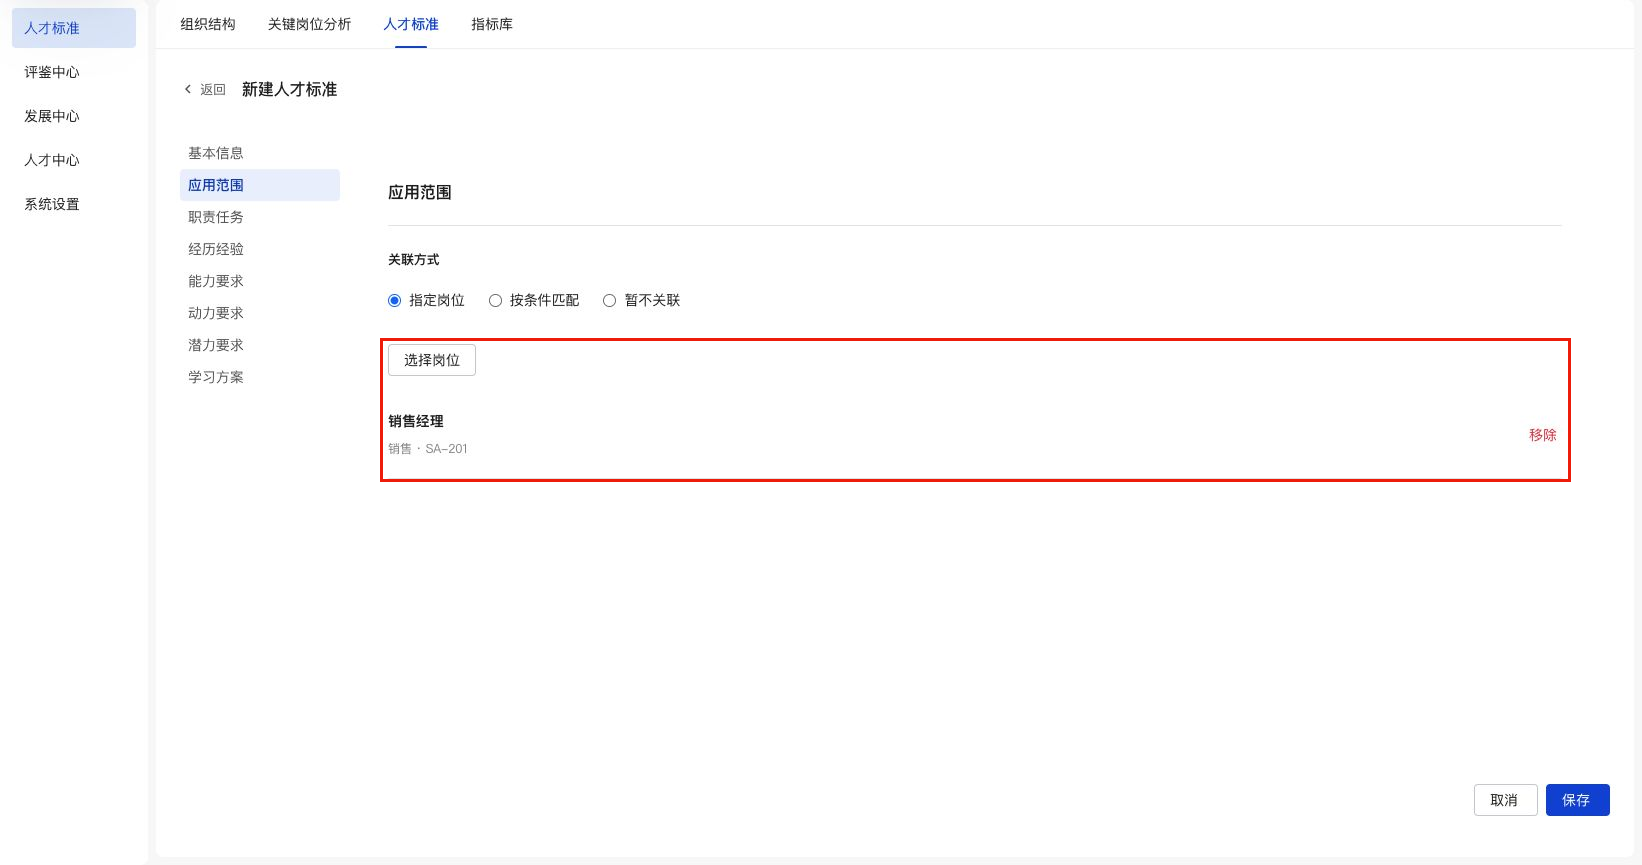 人才标准
评鉴中心
发展中心
人才中心
系统设置
组织结构 关键岗位分析 人才标准 指标库
返回 新建人才标准
基本信息
应用范围
职责任务
经历经验
能力要求
动力要求
潜力要求
学习方案
应用范围
关联方式
指定岗位 按条件匹配 暂不关联
选择岗位
销售经理
销售 · SA-201
移除
取消 保存